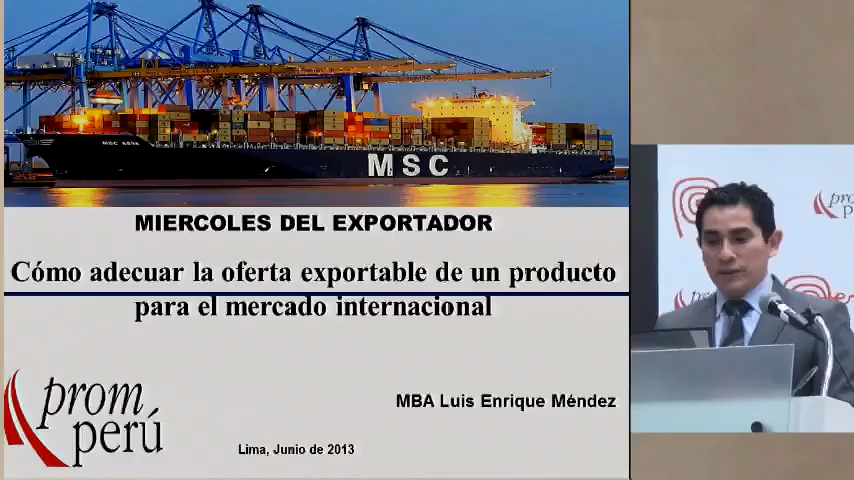 MSC
MIERCOLES DEL EXPORTADOR
Cómo adecuar la oferta exportable de un producto
para el mercado internacional
prom
perú
MBA Luis Enrique Méndez
Lima, Junio de 2013